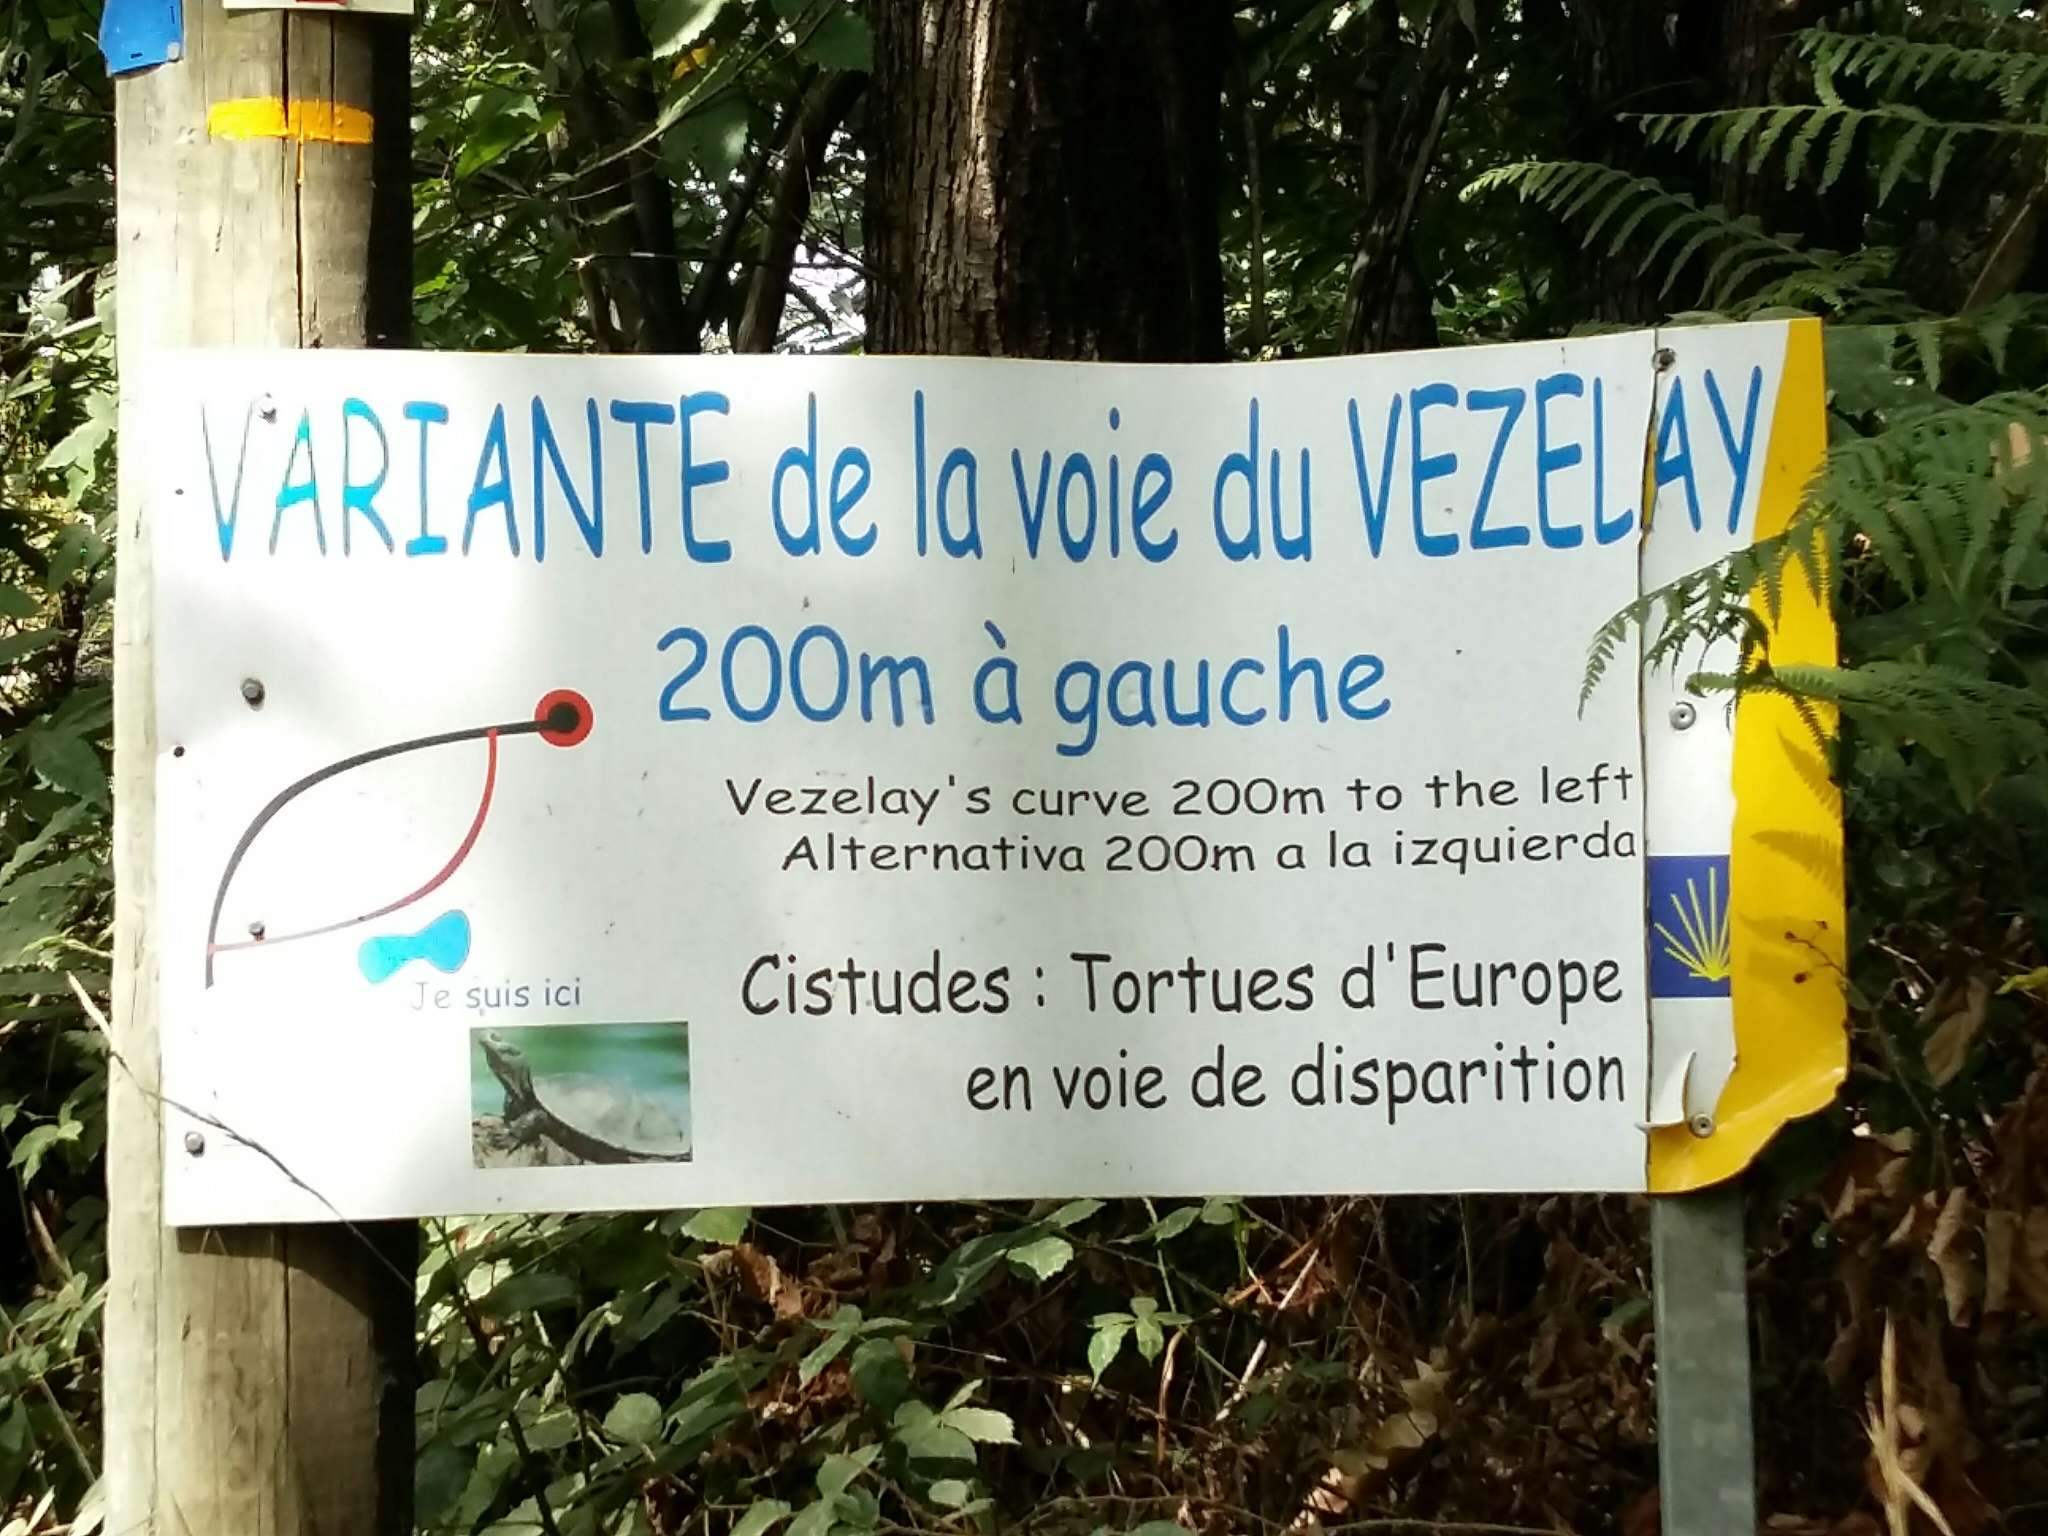 VARIANTE de la voie du VEZELAY
200m à gauche
Vezelay's curve 200m to the left
Alternativa 200m a la izquierda
Je suis ici
Cistudes : Tortues d'Europe
en voie de disparition